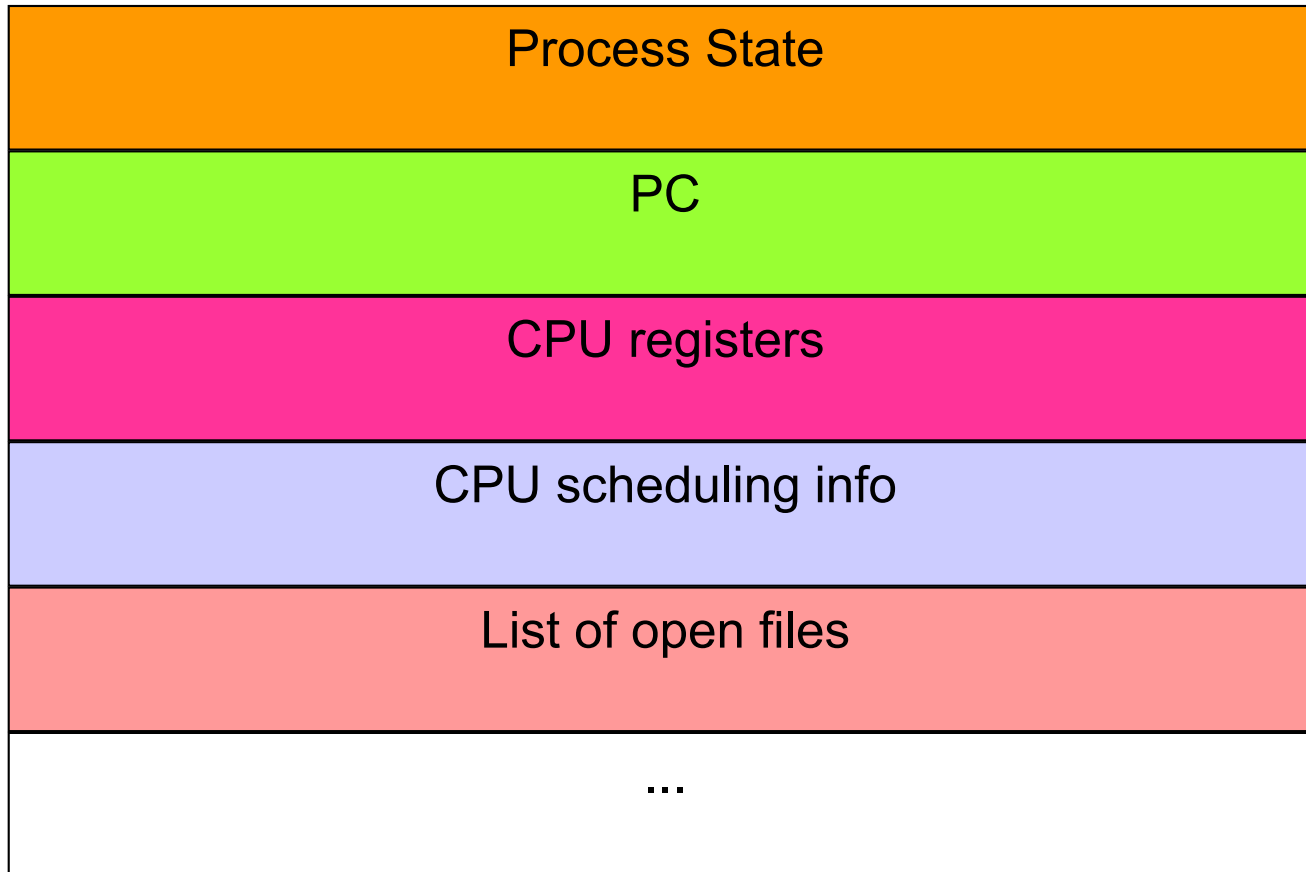 Process State
PC
CPU registers
CPU scheduling info
List of open files
...